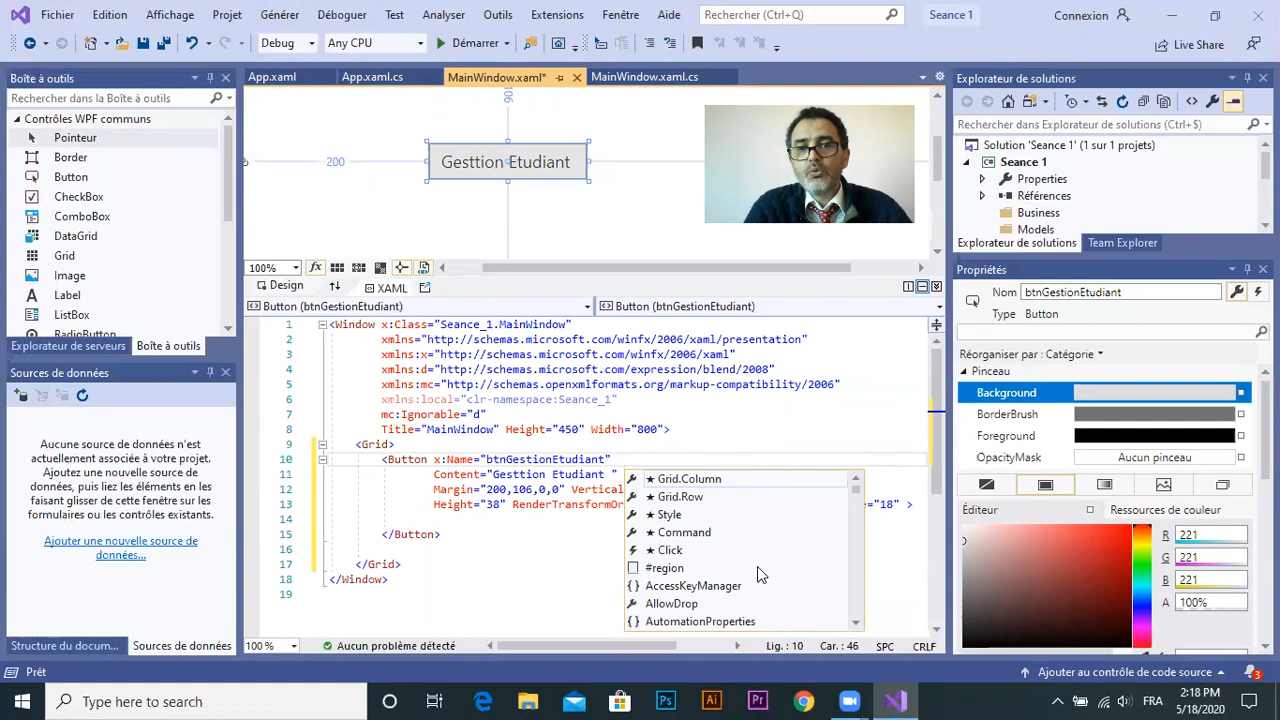 Fichier Edition Affichage Projet Générer Déboguer Test Analyser Outils Extensions Fenêtre Aide Rechercher (Ctrl+Q) Seance 1 Connexion
Debug Any CPU Démarrer Live Share
Boîte à outils
Rechercher dans la Boîte à outils
Contrôles WPF communs
Pointeur
Border
Button
CheckBox
ComboBox
DataGrid
Grid
Image
Label
ListBox
RadioButton
Explorateur de serveurs Boîte à outils
Sources de données
Aucune source de données n'est
actuellement associée à votre projet.
Ajoutez une nouvelle source de
données, puis liez les éléments en les
faisant glisser de cette fenêtre sur les
formulaires ou les contrôles existants.
Ajouter une nouvelle source de
données...
Structure du docum... Sources de données
App.xaml App.xaml.cs MainWindow.xaml* MainWindow.xaml.cs
106
200
Gesttion Etudiant
100% fx
Design XAML
Button (btnGestionEtudiant) Button (btnGestionEtudiant)
1 <Window x:Class="Seance_1.MainWindow"
2 xmlns="http://schemas.microsoft.com/winfx/2006/xaml/presentation"
3 xmlns:x="http://schemas.microsoft.com/winfx/2006/xaml"
4 xmlns:d="http://schemas.microsoft.com/expression/blend/2008"
5 xmlns:mc="http://schemas.openxmlformats.org/markup-compatibility/2006"
6 xmlns:local="clr-namespace:Seance_1"
7 mc:Ignorable="d"
8 Title="MainWindow" Height="450" Width="800">
9 <Grid>
10 <Button x:Name="btnGestionEtudiant"
11 Content="Gesttion Etudiant "
12 Margin="200,106,0,0" Vertical
13 Height="38" RenderTransformOr e="18" >
14
15 </Button>
16
17 </Grid>
18 </Window>
19
★ Grid.Column
★ Grid.Row
★ Style
★ Command
★ Click
#region
AccessKeyManager
AllowDrop
AutomationProperties
100 % Aucun problème détecté Lig. : 10 Car. : 46 SPC CRLF
Explorateur de solutions
Rechercher dans Explorateur de solutions (Ctrl+$)
Solution 'Seance 1' (1 sur 1 projets)
Seance 1
Properties
Références
Business
Models
Explorateur de solutions Team Explorer
Propriétés
Nom btnGestionEtudiant
Type Button
Réorganiser par : Catégorie
Pinceau
Background
BorderBrush
Foreground
OpacityMask Aucun pinceau
Éditeur Ressources de couleur
R 221
G 221
B 221
A 100%
Prêt Ajouter au contrôle de code source 3
Type here to search Ps Ai Pr FRA 2:18 PM
5/18/2020